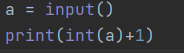 a = input()
print(int(a)+1)